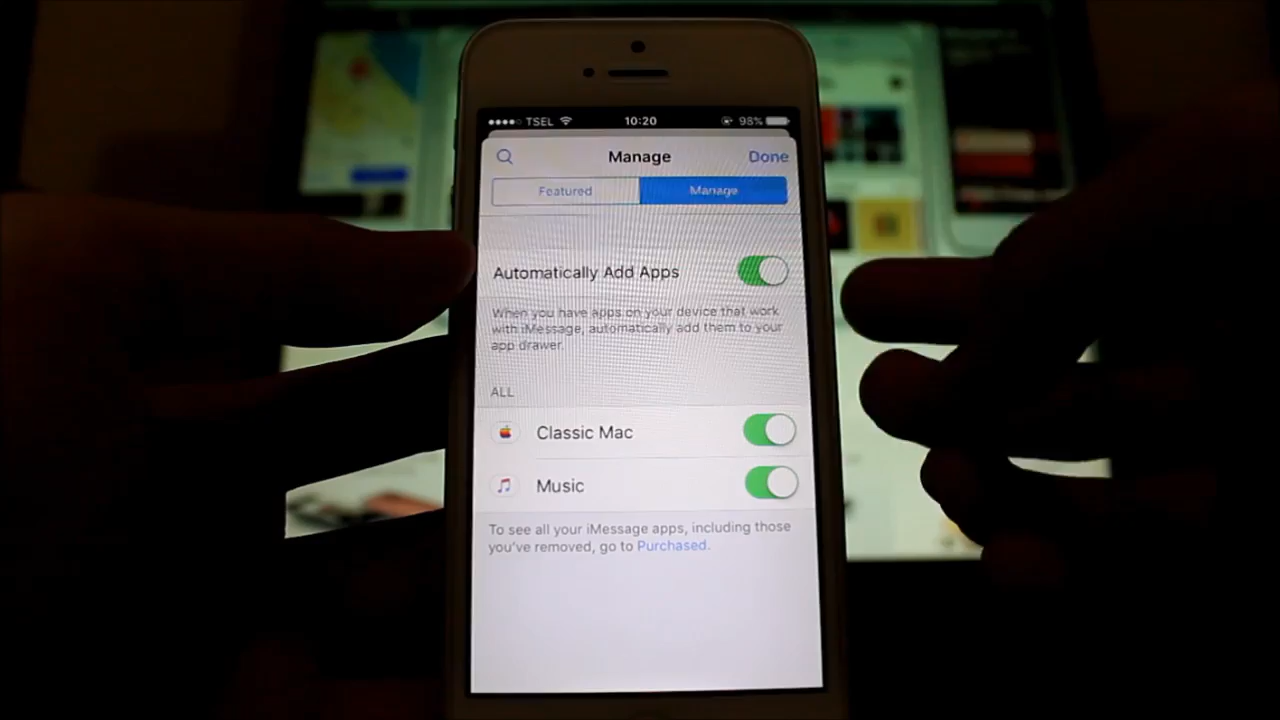 TSEL 10:20 98%
Manage Done
Featured Manage
Automatically Add Apps
When you have apps on your device that work
with iMessage, automatically add them to your
app drawer.
ALL
Classic Mac
Music
To see all your iMessage apps, including those
you've removed, go to Purchased.